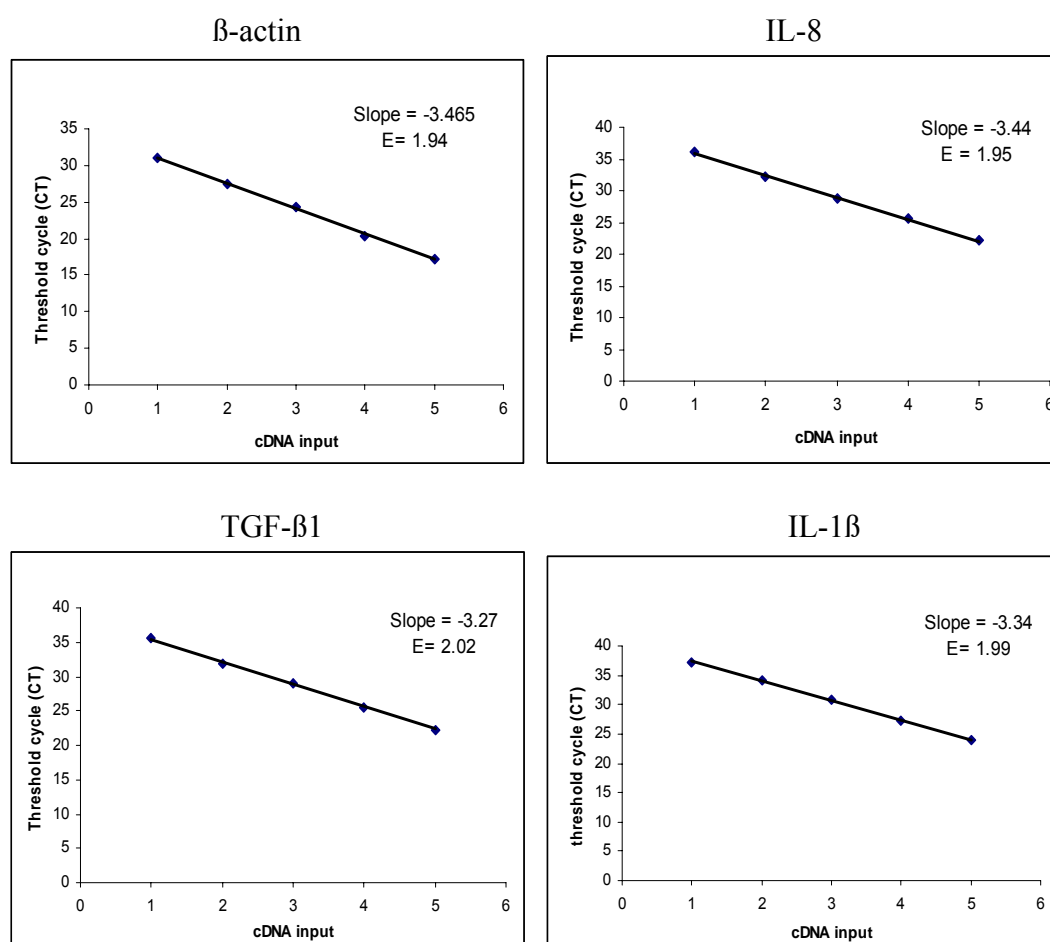 ß-actin
Slope = -3.465
E= 1.94
Threshold cycle (CT)
35
30
25
20
15
10
5
0
0 1 2 3 4 5 6
cDNA input
IL-8
Slope = -3.44
E = 1.95
Threshold cycle (CT)
40
35
30
25
20
15
10
5
0
0 1 2 3 4 5 6
cDNA input
TGF-ß1
Slope = -3.27
E= 2.02
Threshold cycle (CT)
40
35
30
25
20
15
10
5
0
0 1 2 3 4 5 6
cDNA input
IL-1ß
Slope = -3.34
E= 1.99
threshold cycle (CT)
40
35
30
25
20
15
10
5
0
0 1 2 3 4 5 6
cDNA input